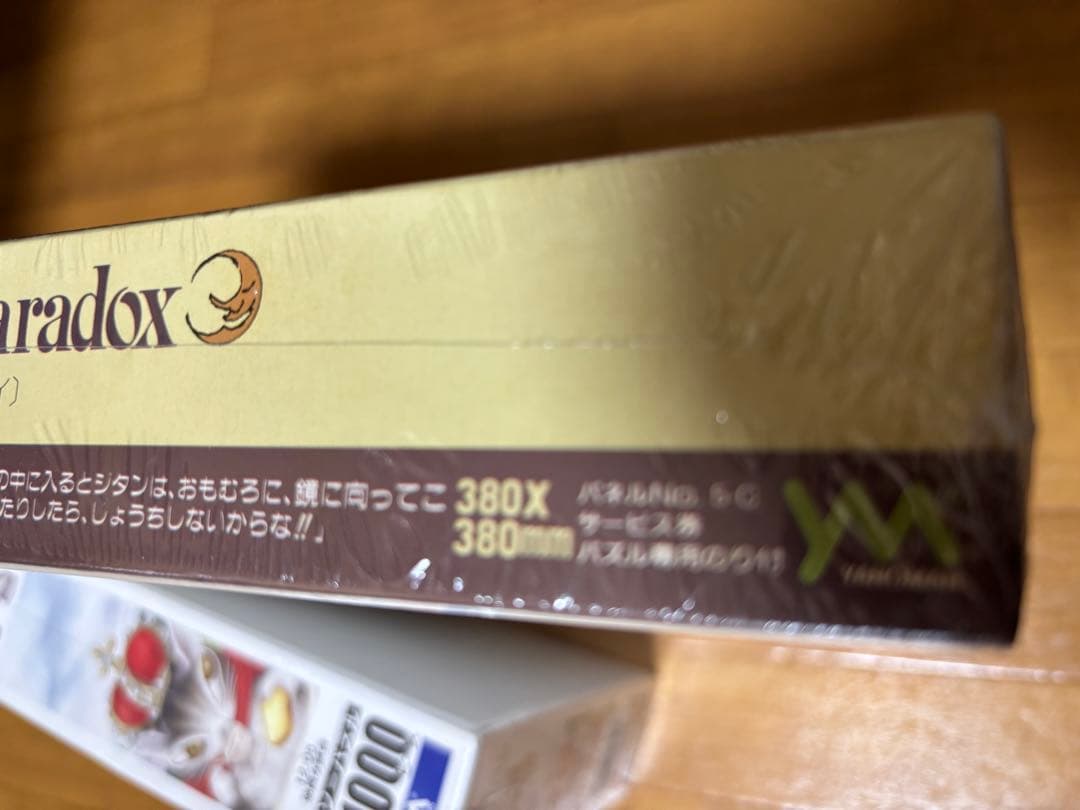 aradox
イ〕
の中に入るとシタンは、おもむろに、鏡に向ってこ
たりしたら、じょうちしないからな!!」
380X
380mm
パネルNo. 5-C
サービス券
パズル専用のり付
YM